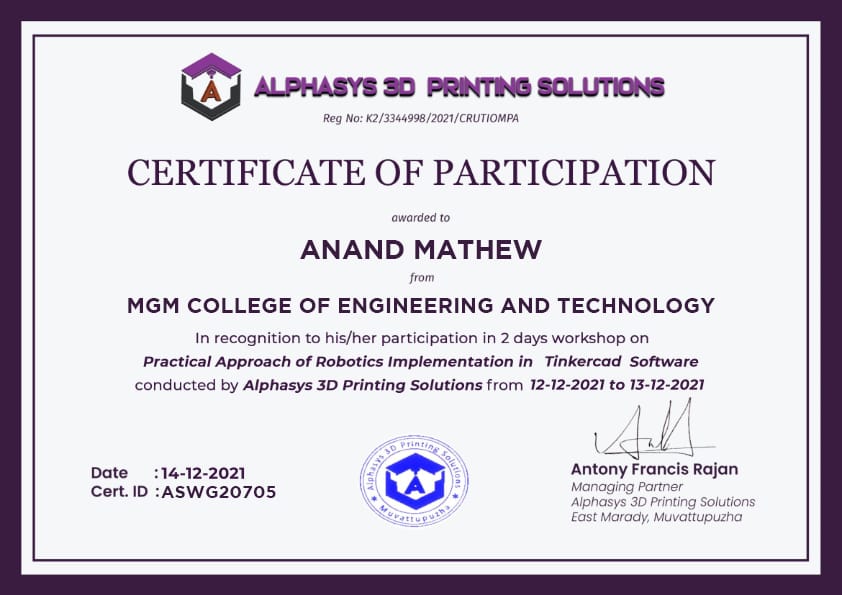 A
ALPHASYS 3D PRINTING SOLUTIONS
Reg No: K2/3344998/2021/CRUTIOMPA
CERTIFICATE OF PARTICIPATION
awarded to
ANAND MATHEW
from
MGM COLLEGE OF ENGINEERING AND TECHNOLOGY
In recognition to his/her participation in 2 days workshop on
Practical Approach of Robotics Implementation in Tinkercad Software
conducted by Alphasys 3D Printing Solutions from 12-12-2021 to 13-12-2021
Date : 14-12-2021
Cert. ID : ASWG20705
Alphasys 3D Printing Solutions
A
* Muvattupuzha *
Antony Francis Rajan
Managing Partner
Alphasys 3D Printing Solutions
East Marady, Muvattupuzha